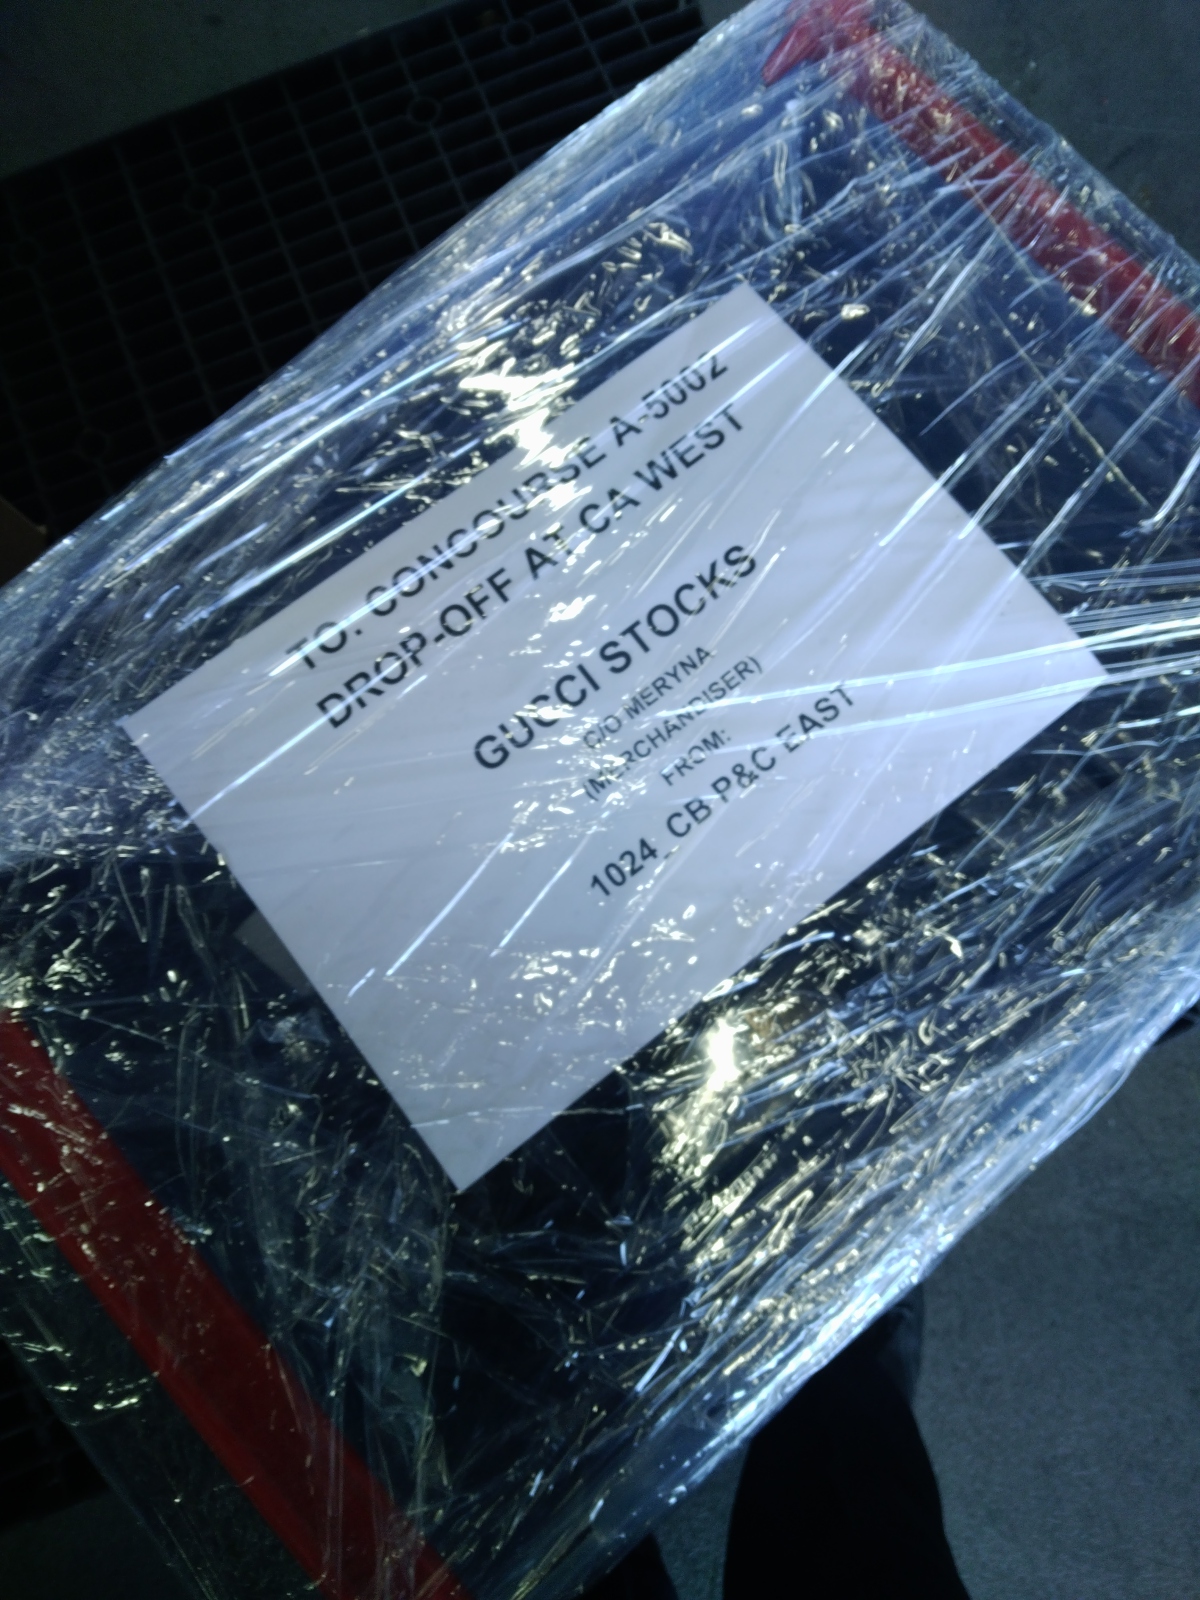 TO: CONCOURSE A-5002
DROP-OFF AT CA WEST
GUCCI STOCKS
C/O MERYNA
(MERCHANDISER)
FROM:
1024_CB P&C EAST